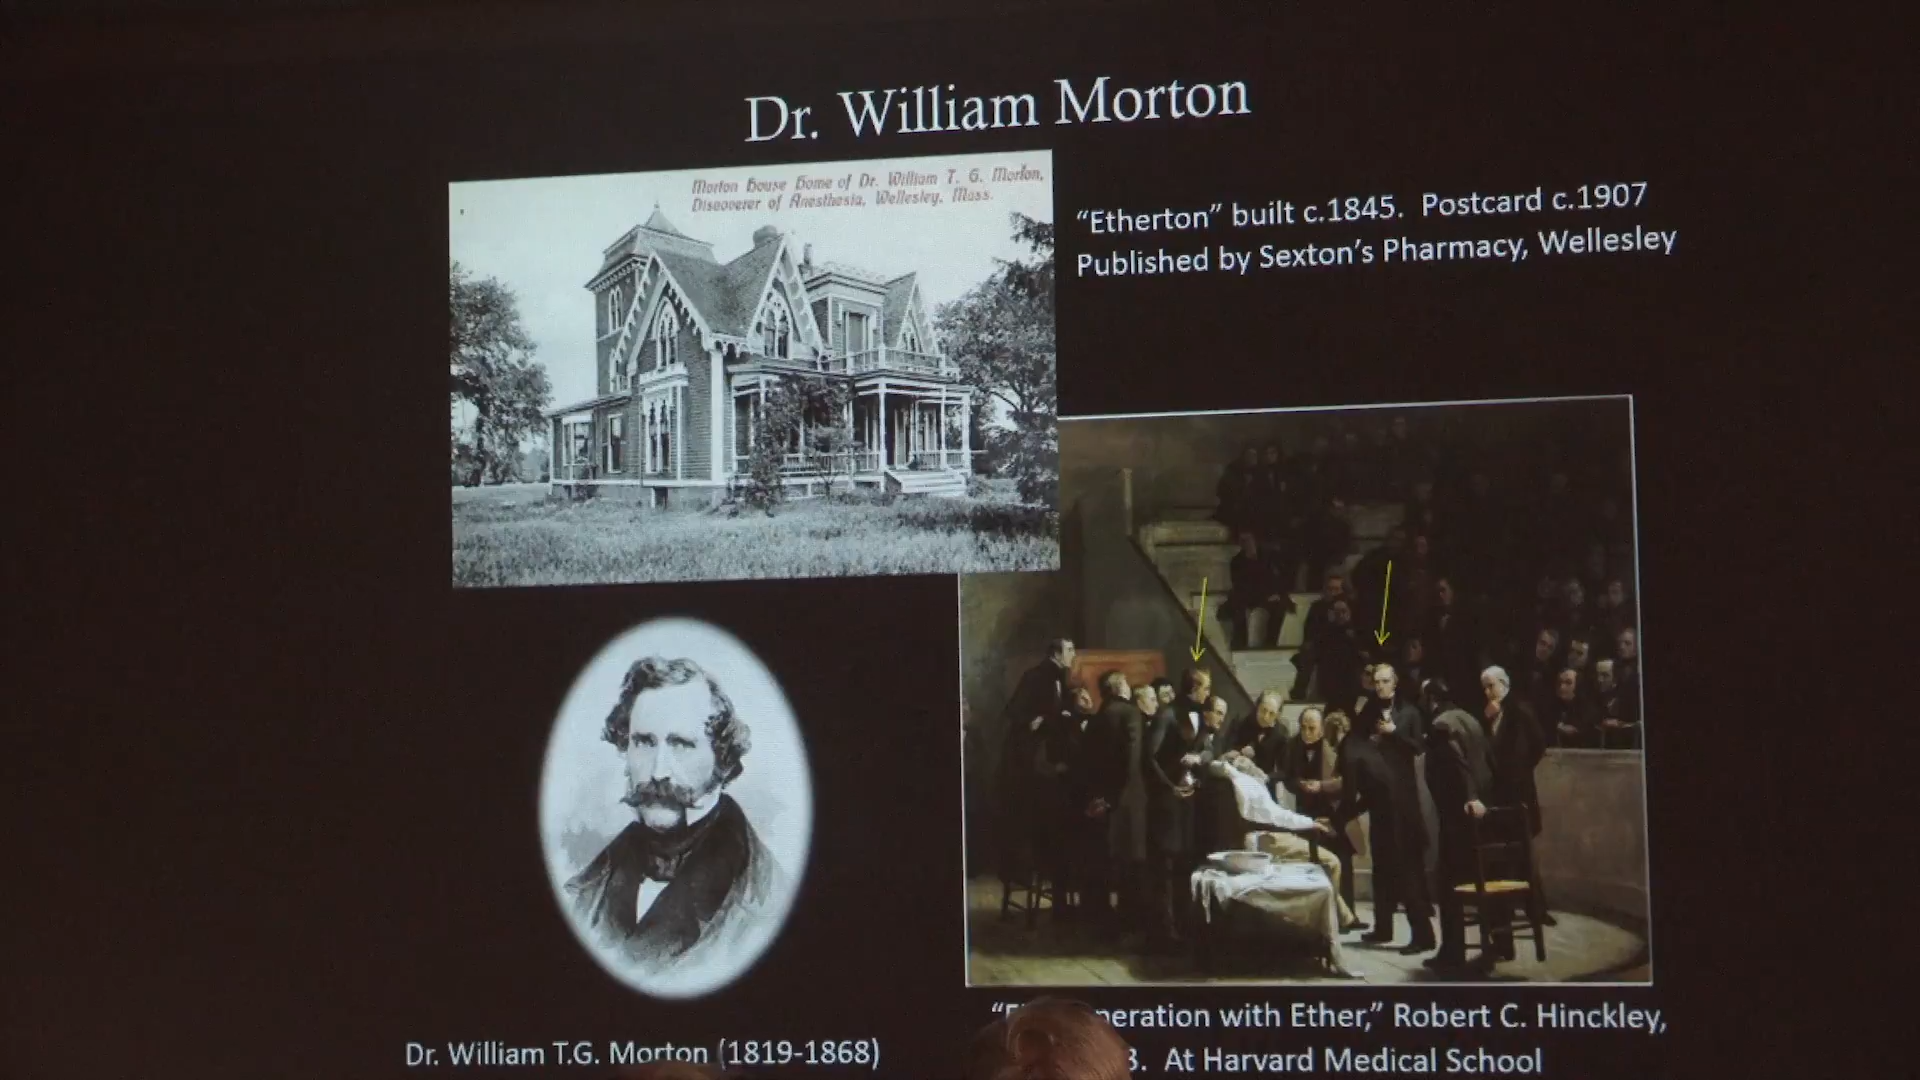 Dr. William Morton
Morton House Home of Dr. William T. G. Morton,
Discoverer of Anesthesia, Wellesley, Mass.
“Etherton” built c.1845. Postcard c.1907
Published by Sexton’s Pharmacy, Wellesley
with Ether,” Robert C. Hinckley,
At Harvard Medical School
Dr. William T.G. Morton (1819-1868)